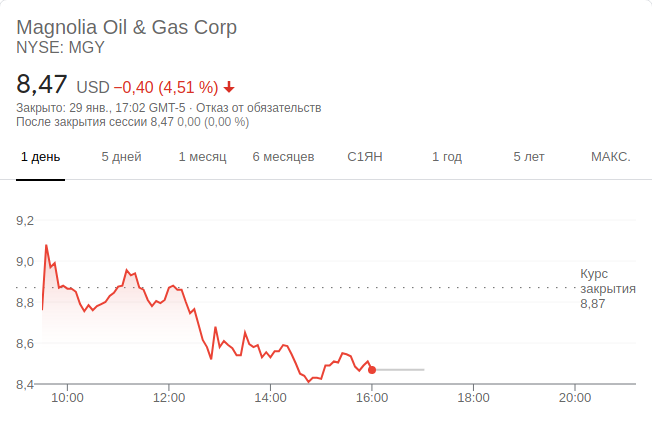 Magnolia Oil & Gas Corp
NYSE: MGY
8,47 USD −0,40 (4,51 %)
Закрыто: 29 янв., 17:02 GMT-5 · Отказ от обязательств
После закрытия сессии 8,47 0,00 (0,00 %)
1 день 5 дней 1 месяц 6 месяцев С1ЯН 1 год 5 лет МАКС.
9,2
9,0
Курс
закрытия
8,87
8,8
8,6
8,4
10:00 12:00 14:00 16:00 18:00 20:00